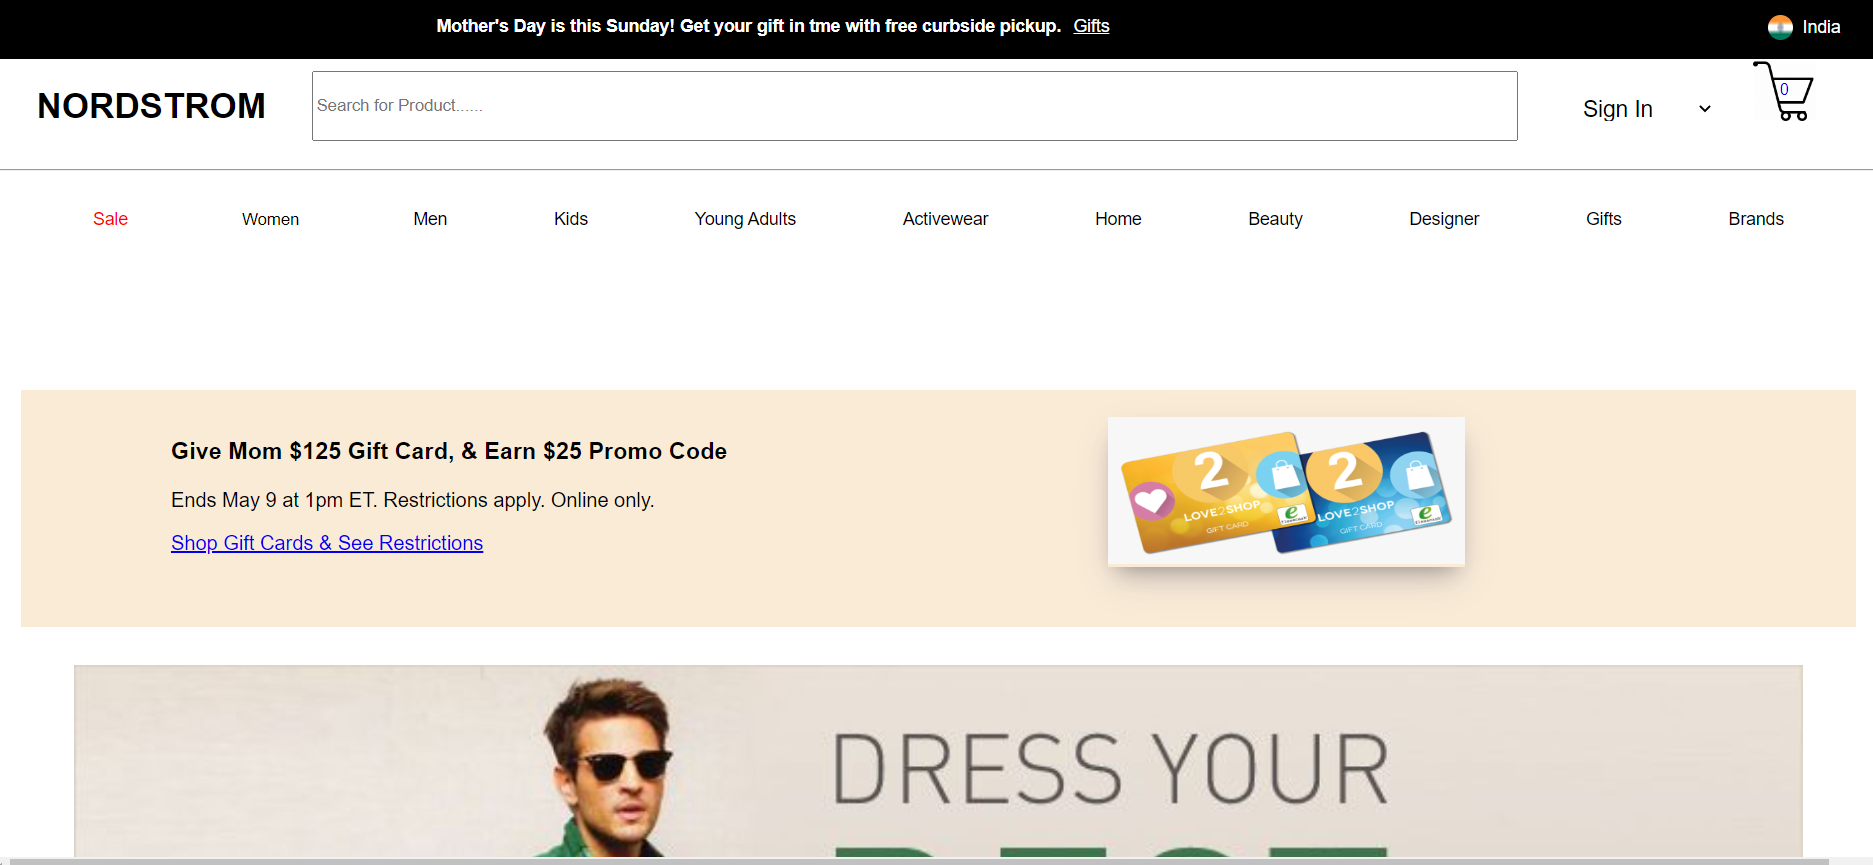 Mother's Day is this Sunday! Get your gift in tme with free curbside pickup. Gifts
India
NORDSTROM
Search for Product......
Sign In
0
Sale Women Men Kids Young Adults Activewear Home Beauty Designer Gifts Brands
Give Mom $125 Gift Card, & Earn $25 Promo Code
Ends May 9 at 1pm ET. Restrictions apply. Online only.
Shop Gift Cards & See Restrictions
2
LOVE2SHOP
GIFT CARD
e
2
LOVE2SHOP
GIFT CARD
e
DRESS YOUR